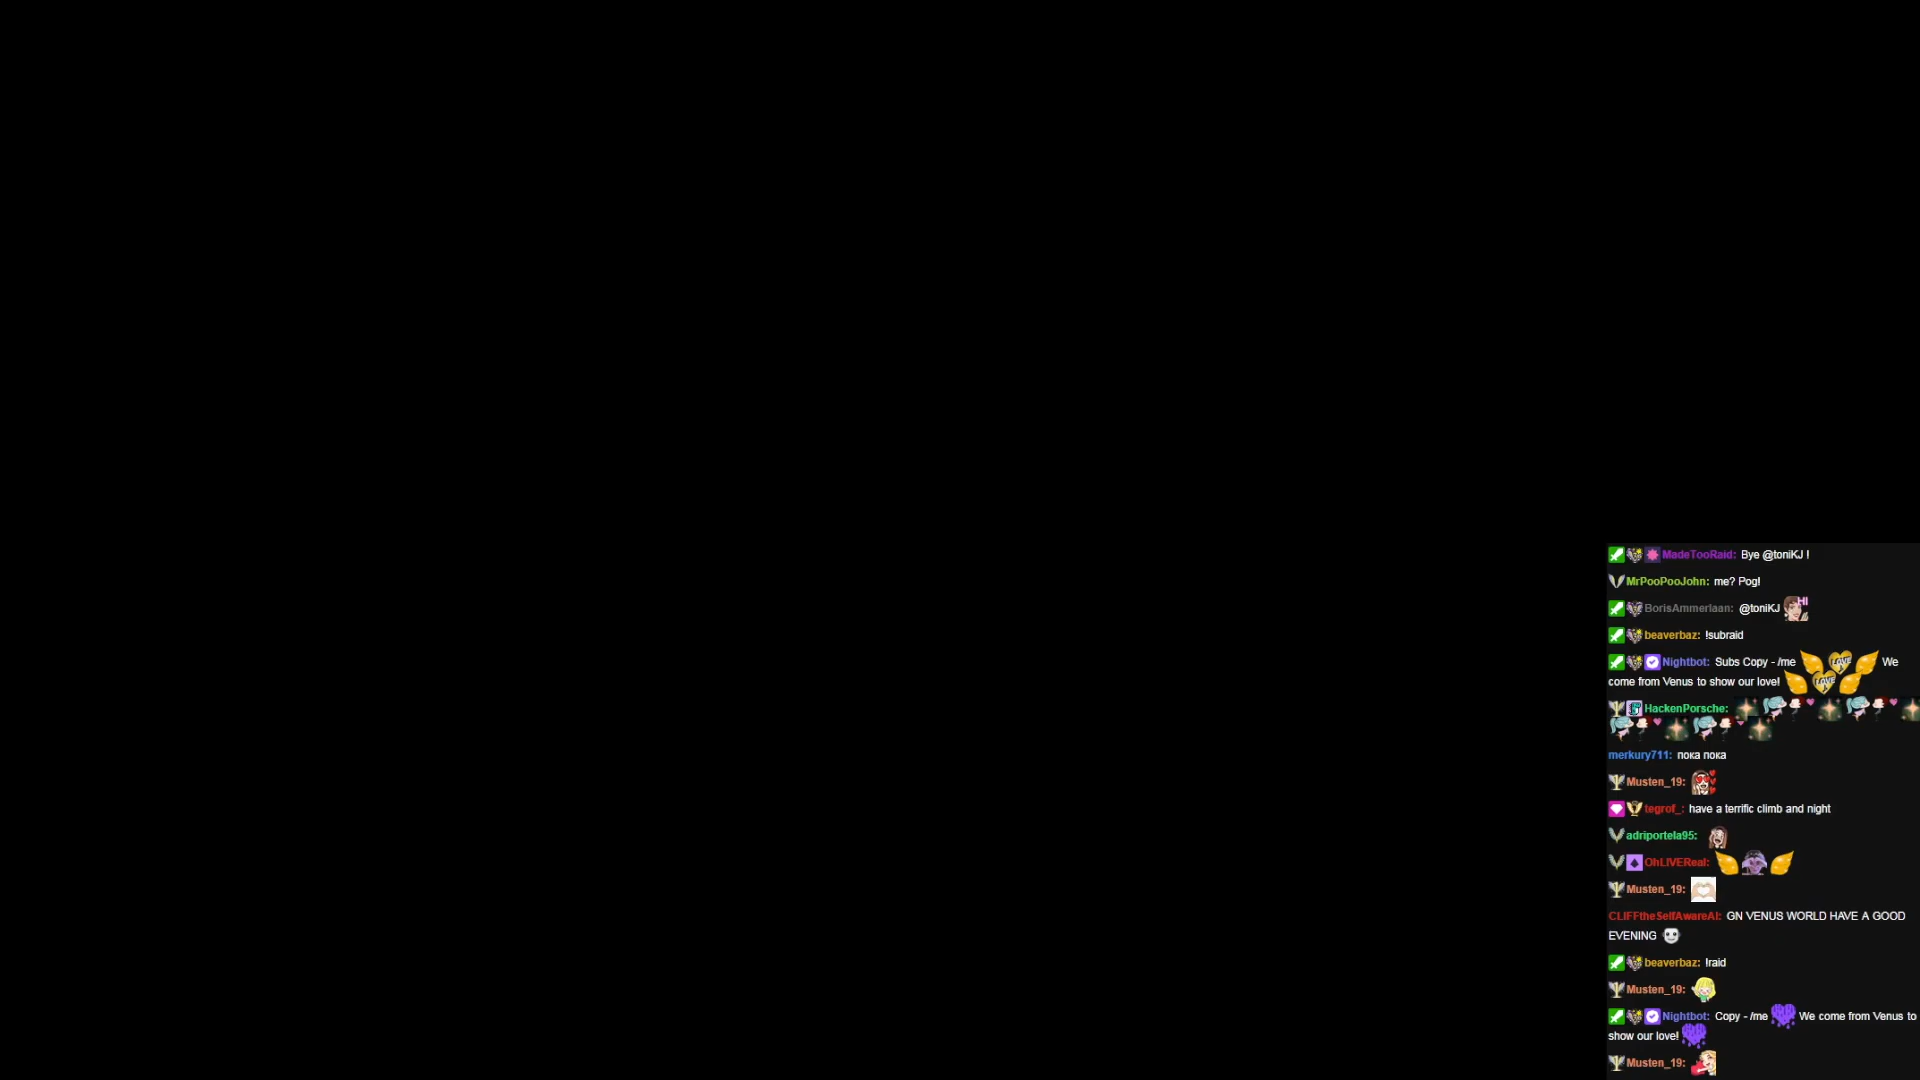 MadeTooRaid: Bye @toniKJ !
MrPooPooJohn: me? Pog!
BorisAmmerlaan: @toniKJ HI
beaverbaz: !subraid
Nightbot: Subs Copy - /me LOVE We
come from Venus to show our love! LOVE
HackenPorsche:
merkury711: пока пока
Musten_19:
tegrof_: have a terrific climb and night
adriportela95:
OhLIVEReal:
Musten_19:
CLIFFtheSelfAwareAI: GN VENUS WORLD HAVE A GOOD
EVENING
beaverbaz: !raid
Musten_19:
Nightbot: Copy - /me We come from Venus to
show our love!
Musten_19: